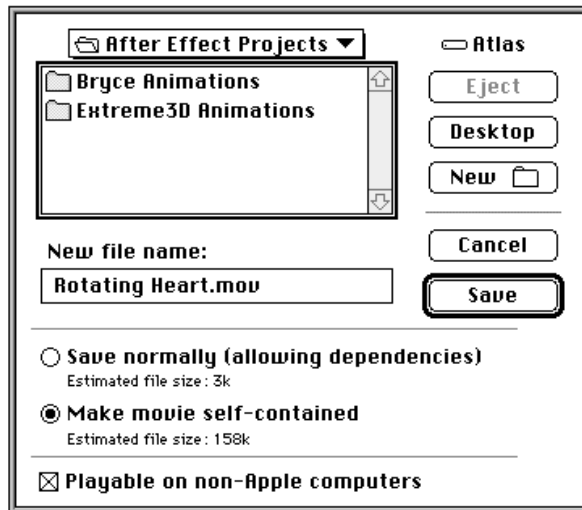 After Effect Projects
Atlas
Bryce Animations
Extreme3D Animations
Eject
Desktop
New
New file name:
Rotating Heart.mov
Cancel
Save
Save normally (allowing dependencies)
Estimated file size : 3k
Make movie self-contained
Estimated file size : 158k
Playable on non-Apple computers